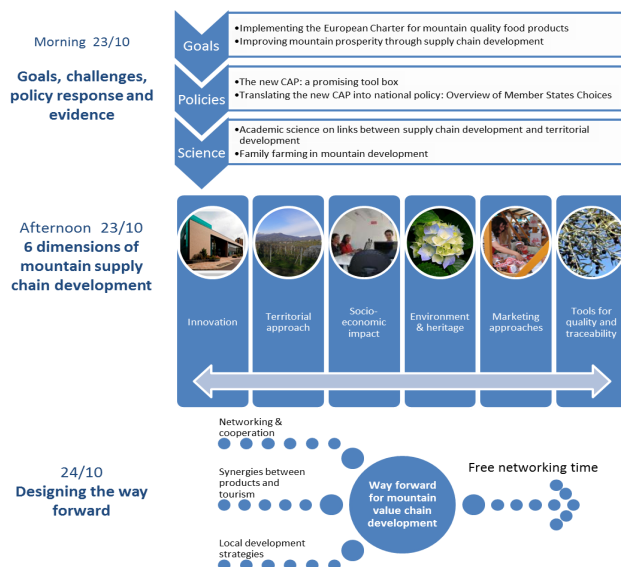 Morning 23/10
Goals, challenges,
policy response and
evidence
Goals
•Implementing the European Charter for mountain quality food products
•Improving mountain prosperity through supply chain development
Policies
•The new CAP: a promising tool box
•Translating the new CAP into national policy: Overview of Member States Choices
Science
•Academic science on links between supply chain development and territorial
development
•Family farming in mountain development
Afternoon 23/10
6 dimensions of
mountain supply
chain development
Innovation
Territorial
approach
Socio-
economic
impact
Environment
& heritage
Marketing
approaches
Tools for
quality and
traceability
24/10
Designing the way
forward
Networking &
cooperation
Synergies between
products and
tourism
Local development
strategies
Way forward
for mountain
value chain
development
Free networking time